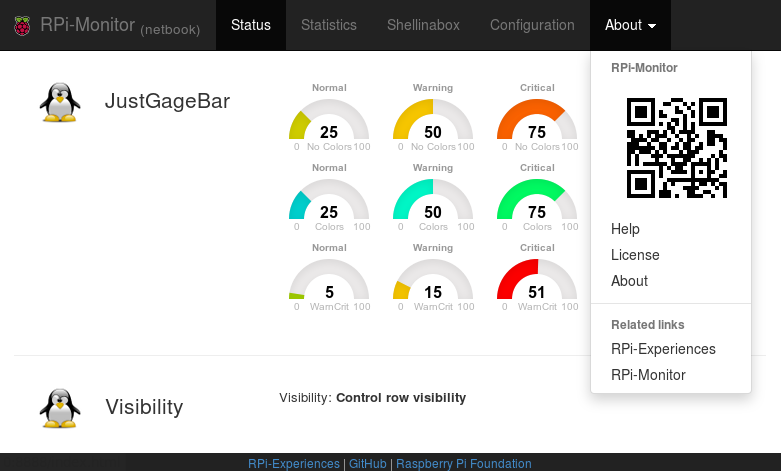 RPi-Monitor (netbook) Status Statistics Shellinabox Configuration About
RPi-Monitor
Help
License
About
Related links
RPi-Experiences
RPi-Monitor
JustGageBar
Normal Warning Critical
25 50 75
0 No Colors 100 0 No Colors 100 0 No Colors 100
Normal Warning Critical
25 50 75
0 Colors 100 0 Colors 100 0 Colors 100
Normal Warning Critical
5 15 51
0 WarnCrit 100 0 WarnCrit 100 0 WarnCrit 100
Visibility
Visibility: Control row visibility
RPi-Experiences | GitHub | Raspberry Pi Foundation